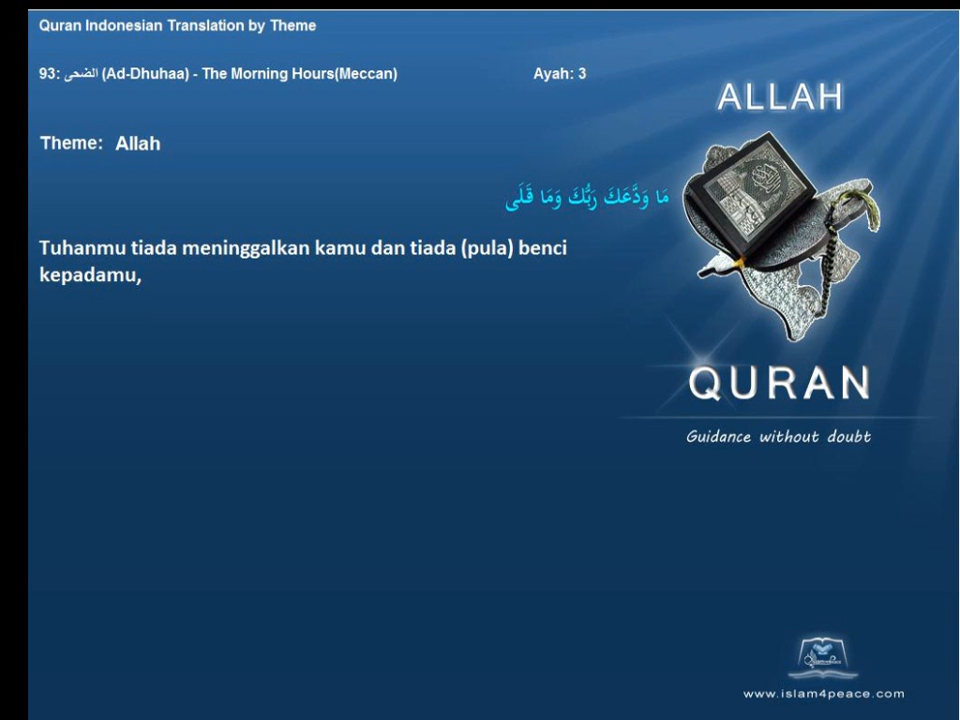 Quran Indonesian Translation by Theme
93: الضحى (Ad-Dhuhaa) - The Morning Hours(Meccan)
Ayah: 3
ALLAH
Theme: Allah
مَا وَدَّعَكَ رَبُّكَ وَمَا قَلَى
Tuhanmu tiada meninggalkan kamu dan tiada (pula) benci
kepadamu,
QURAN
Guidance without doubt
www.islam4peace.com